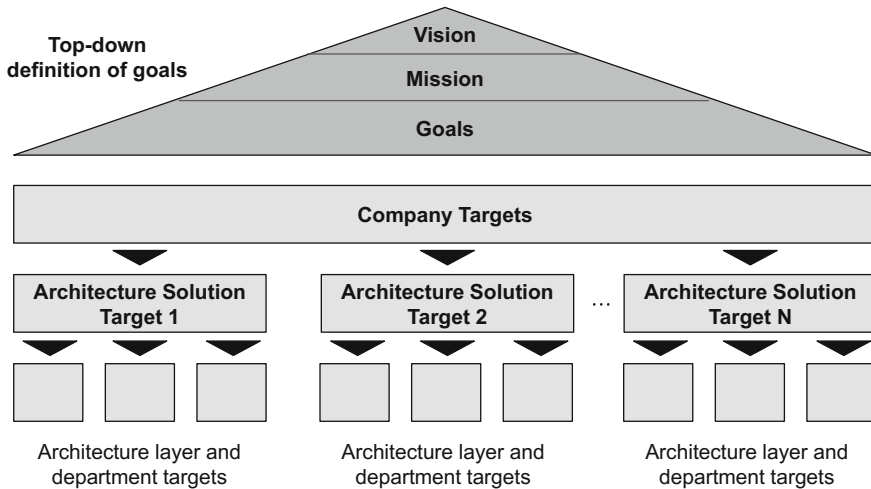 Top-down
definition of goals
Vision
Mission
Goals
Company Targets
Architecture Solution
Target 1
Architecture Solution
Target 2
...
Architecture Solution
Target N
Architecture layer and
department targets
Architecture layer and
department targets
Architecture layer and
department targets